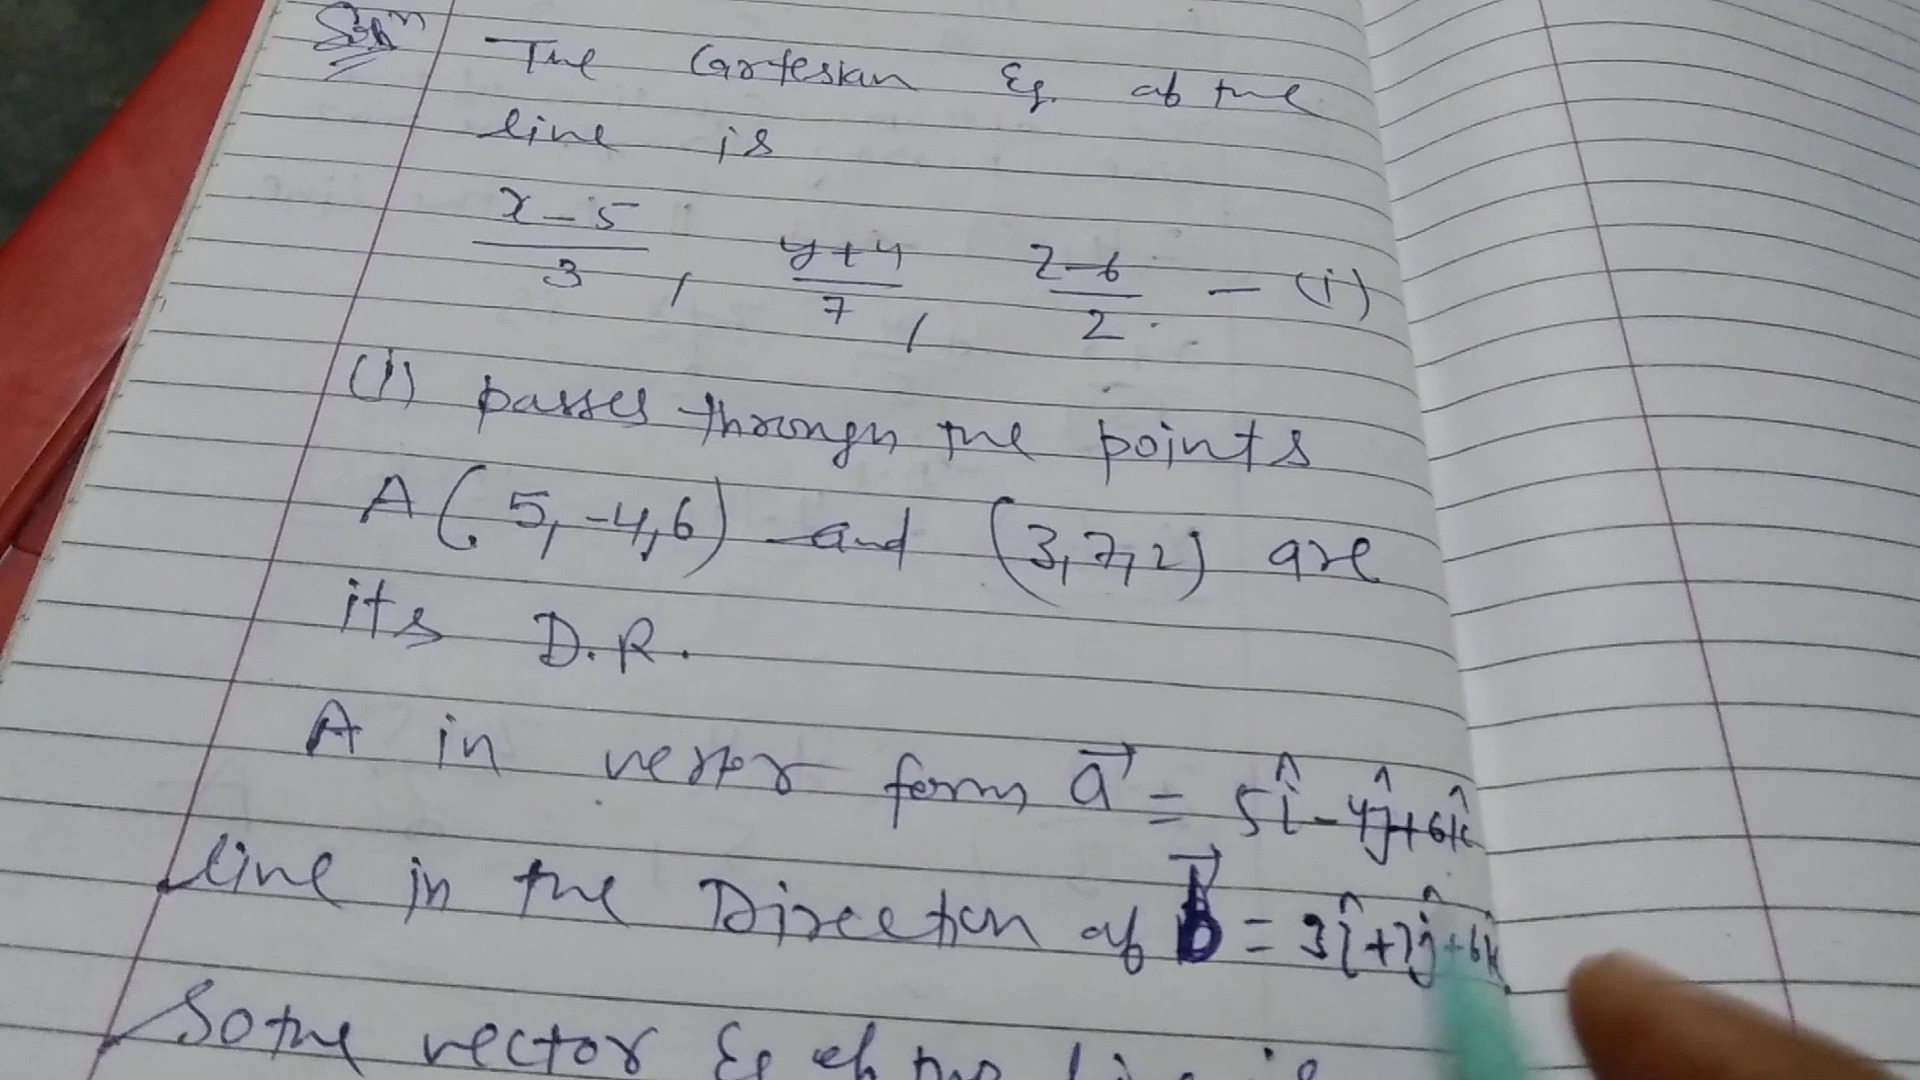 Soln The Cartesian Eq. of the
line is
x-5/3, y+4/7, z-6/2 - (i)
(i) passes through the points
A(5,-4,6) and (3,7,2) are
its D.R.
A in vector form a⃗ = 5î-4ĵ+6k̂
line in the Direction of b⃗ = 3î+7ĵ+6k̂
So the vector Eq of the line is